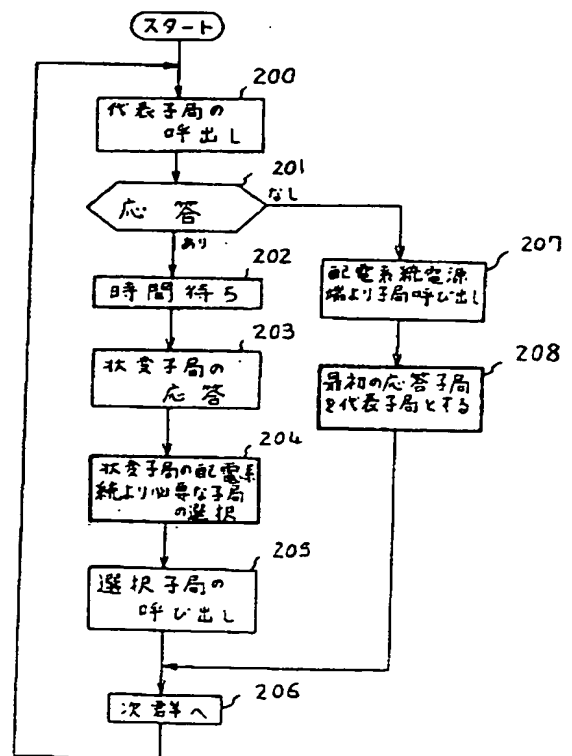 スタート
200
代表子局の
呼出し
201
応答
なし
あり
202
時間待ち
203
状変子局の
応答
204
状変子局の配電系
統より必要な子局
の選択
205
選択子局の
呼び出し
206
次群へ
207
配電系統電源
端より子局呼び出し
208
最初の応答子局
を代表子局とする